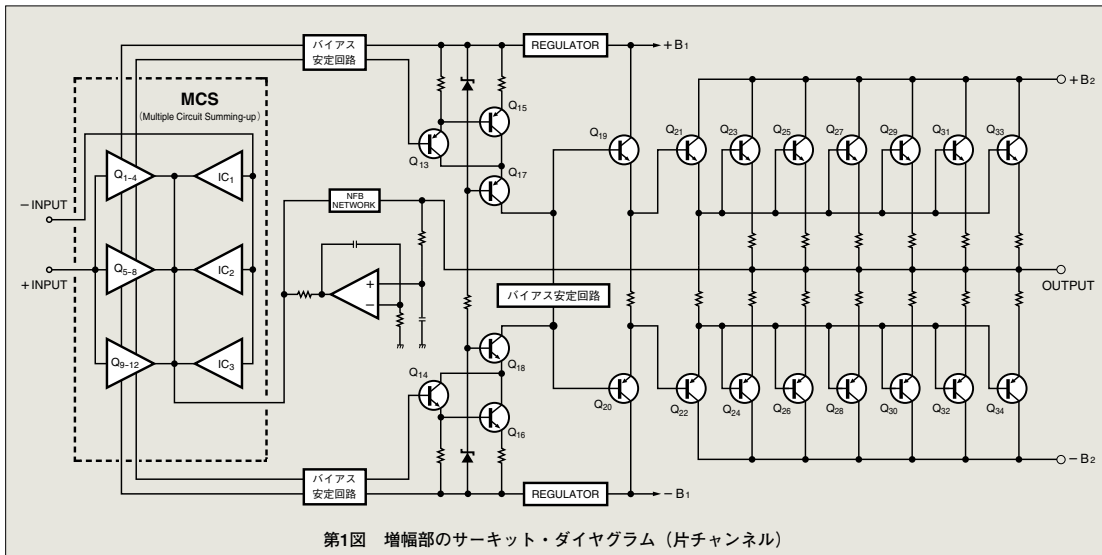 バイアス
安定回路
REGULATOR
+B1
+B2
MCS
(Multiple Circuit Summing-up)
Q15
Q13
Q17
Q19
Q21
Q23
Q25
Q27
Q29
Q31
Q33
Q1-4
IC1
−INPUT
NFB
NETWORK
+INPUT
Q5-8
IC2
+
−
バイアス安定回路
OUTPUT
Q9-12
IC3
Q18
Q14
Q16
Q20
Q22
Q24
Q26
Q28
Q30
Q32
Q34
−B2
バイアス
安定回路
REGULATOR
−B1
第1図 増幅部のサーキット・ダイヤグラム（片チャンネル）